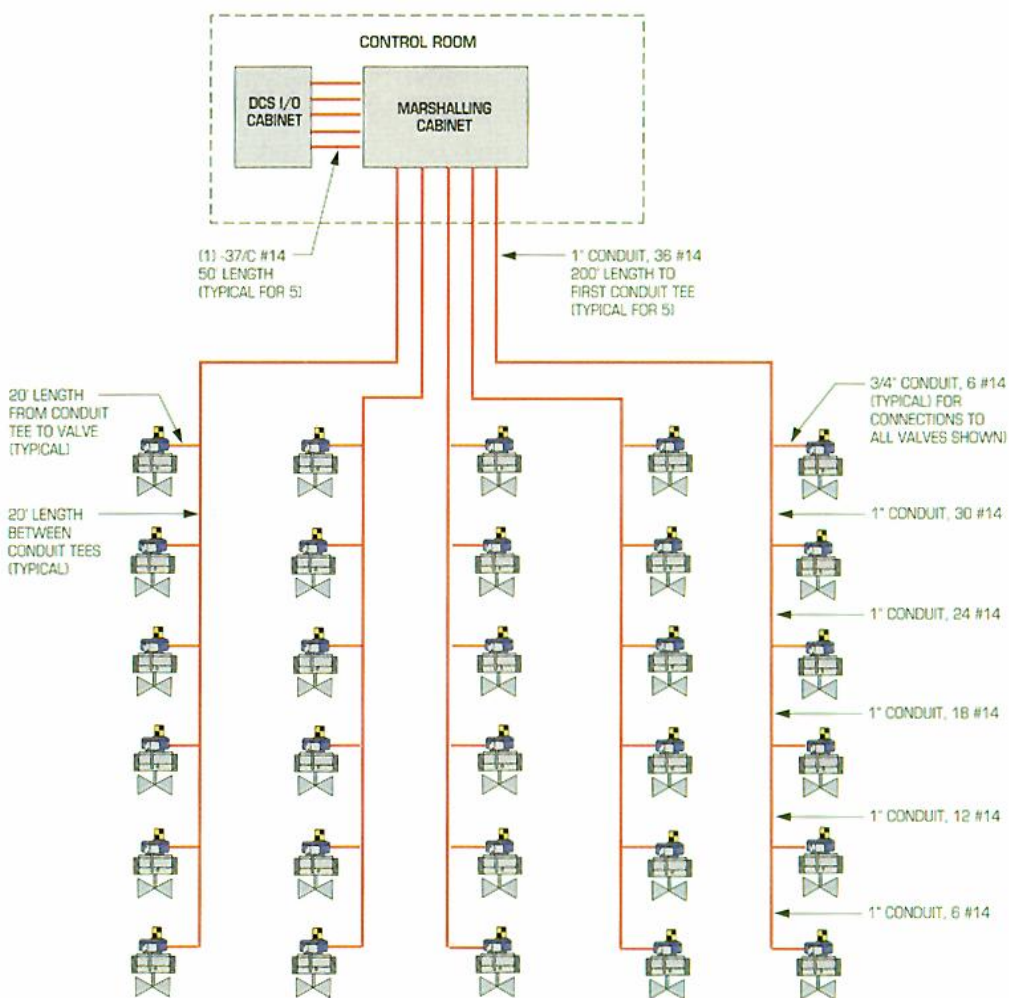 CONTROL ROOM
DCS I/O
CABINET
MARSHALLING
CABINET
(1) -37/C #14
50' LENGTH
(TYPICAL FOR 5)
1" CONDUIT, 36 #14
200' LENGTH TO
FIRST CONDUIT TEE
(TYPICAL FOR 5)
20' LENGTH
FROM CONDUIT
TEE TO VALVE
(TYPICAL)
3/4" CONDUIT, 6 #14
(TYPICAL) FOR
CONNECTIONS TO
ALL VALVES SHOWN)
20' LENGTH
BETWEEN
CONDUIT TEES
(TYPICAL)
1" CONDUIT, 30 #14
1" CONDUIT, 24 #14
1" CONDUIT, 18 #14
1" CONDUIT, 12 #14
1" CONDUIT, 6 #14